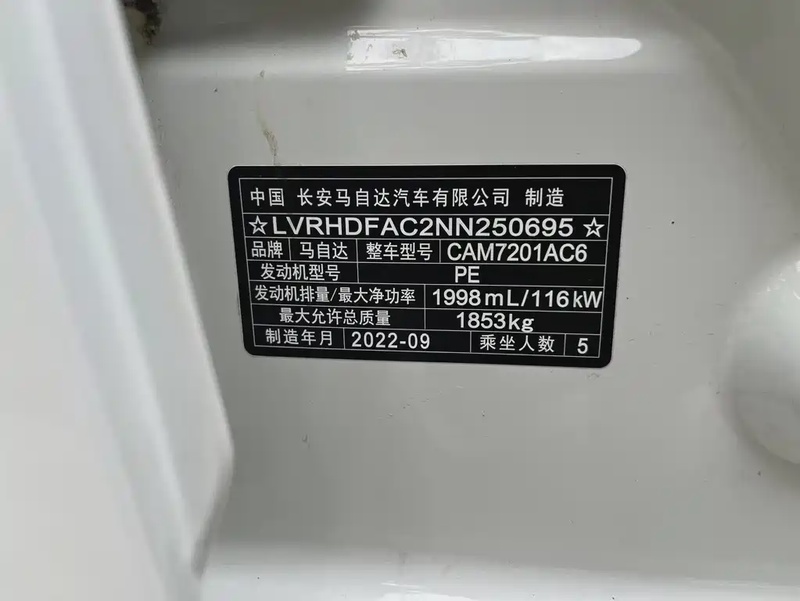 中国 长安马自达汽车有限公司 制造
☆LVRHDFAC2NN250695☆
品牌 马自达 整车型号 CAM7201AC6
发动机型号 PE
发动机排量/最大净功率 1998mL/116kW
最大允许总质量 1853kg
制造年月 2022-09 乘坐人数 5